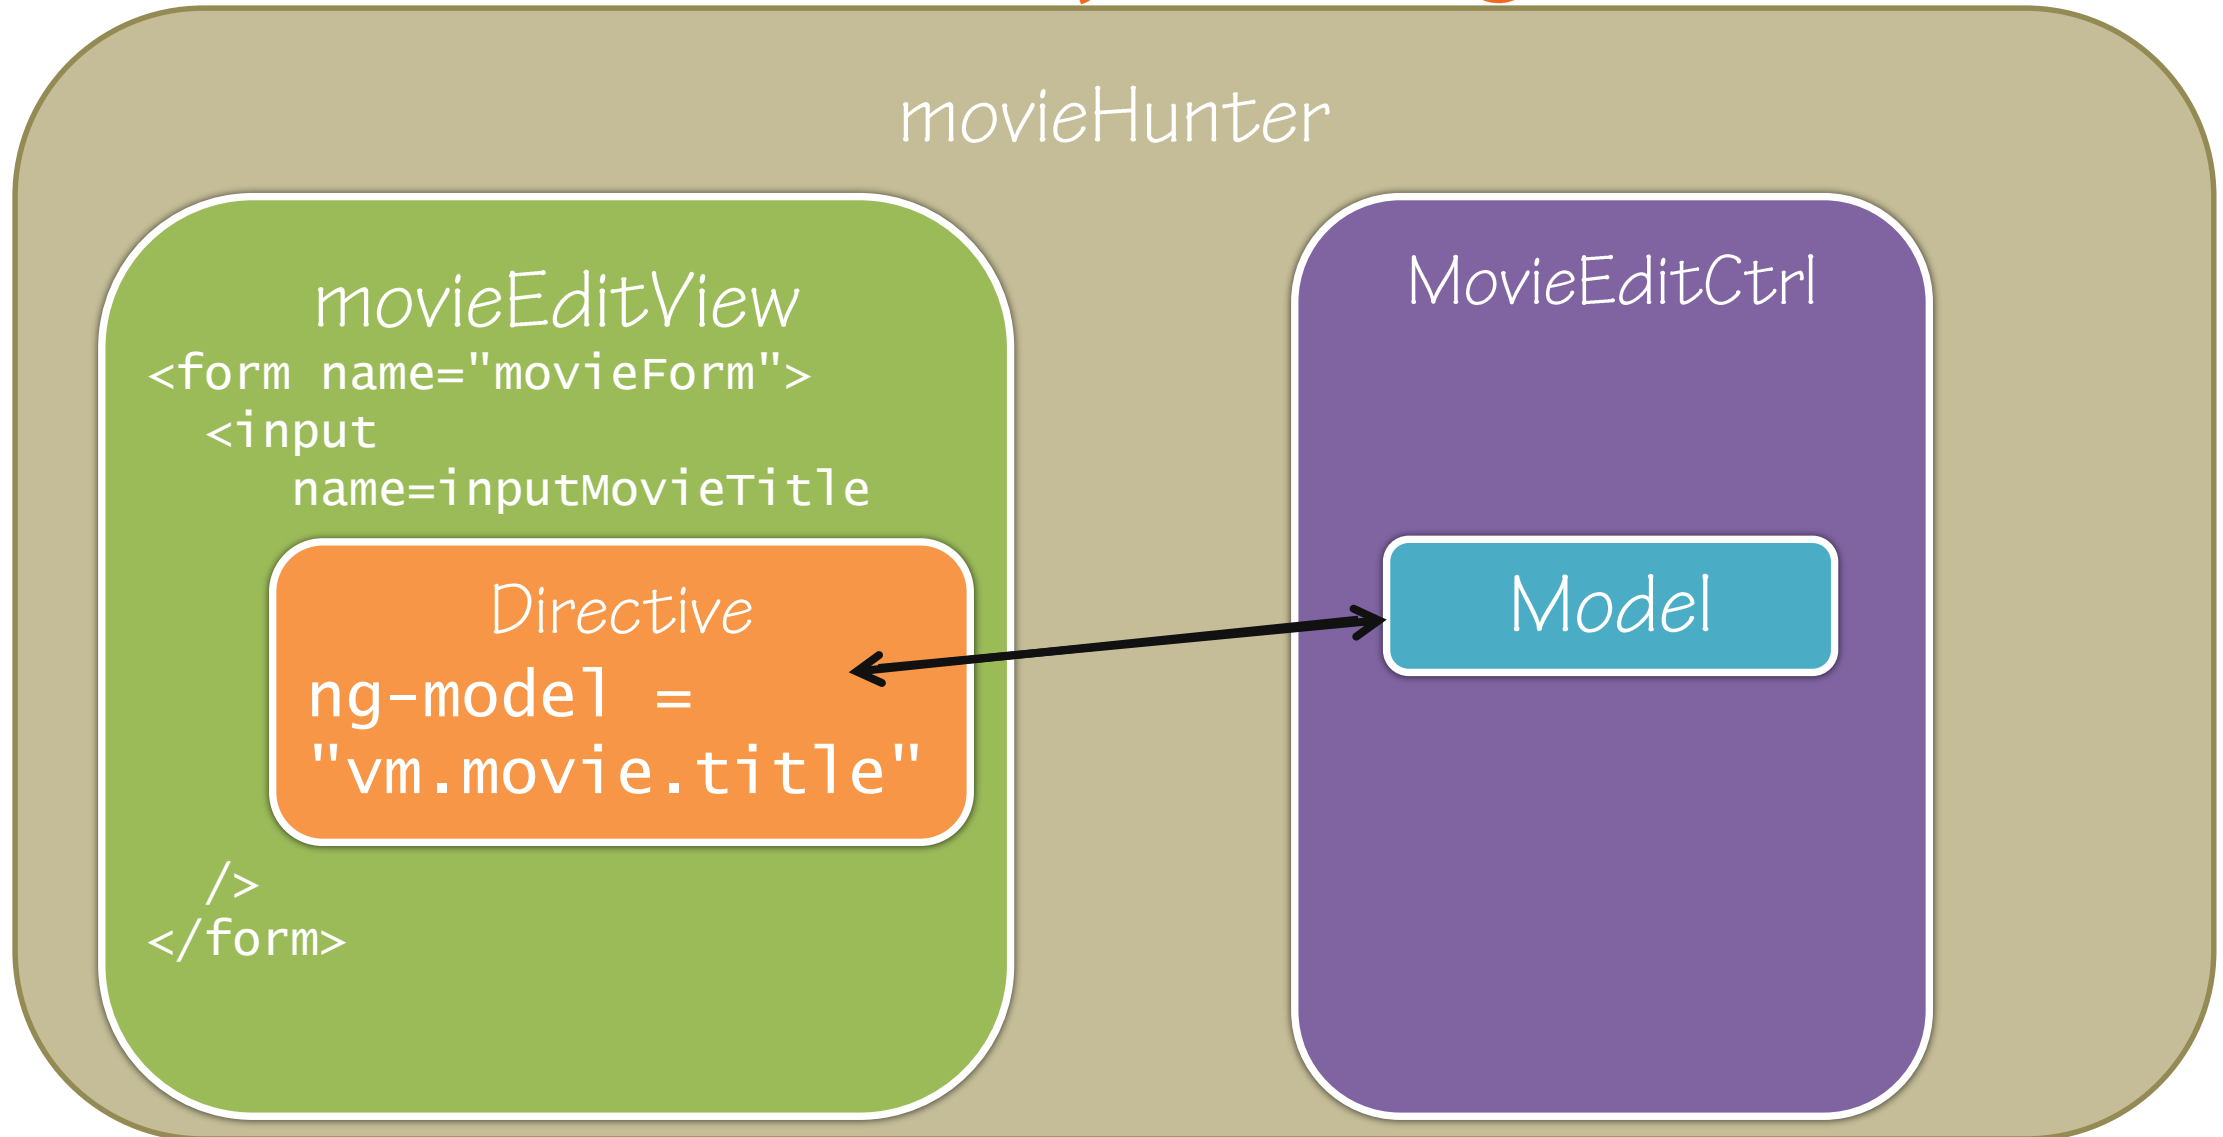 movieHunter
movieEditView
<form name="movieForm">
<input
name=inputMovieTitle
Directive
ng-model =
"vm.movie.title"
/>
</form>
MovieEditCtrl
Model